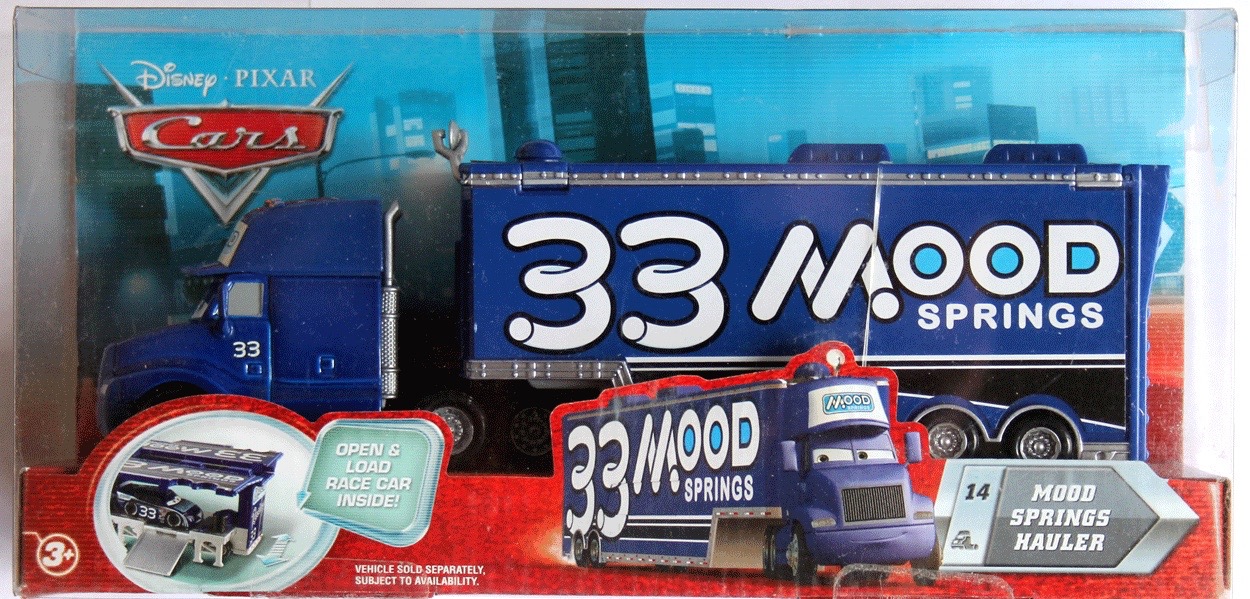 DISNEY · PIXAR
Cars
33 MOOD
SPRINGS
33
OPEN &
LOAD
RACE CAR
INSIDE!
33
33 MOOD
SPRINGS
MOOD
SPRINGS
14
MOOD
SPRINGS
HAULER
3+
VEHICLE SOLD SEPARATELY,
SUBJECT TO AVAILABILITY.